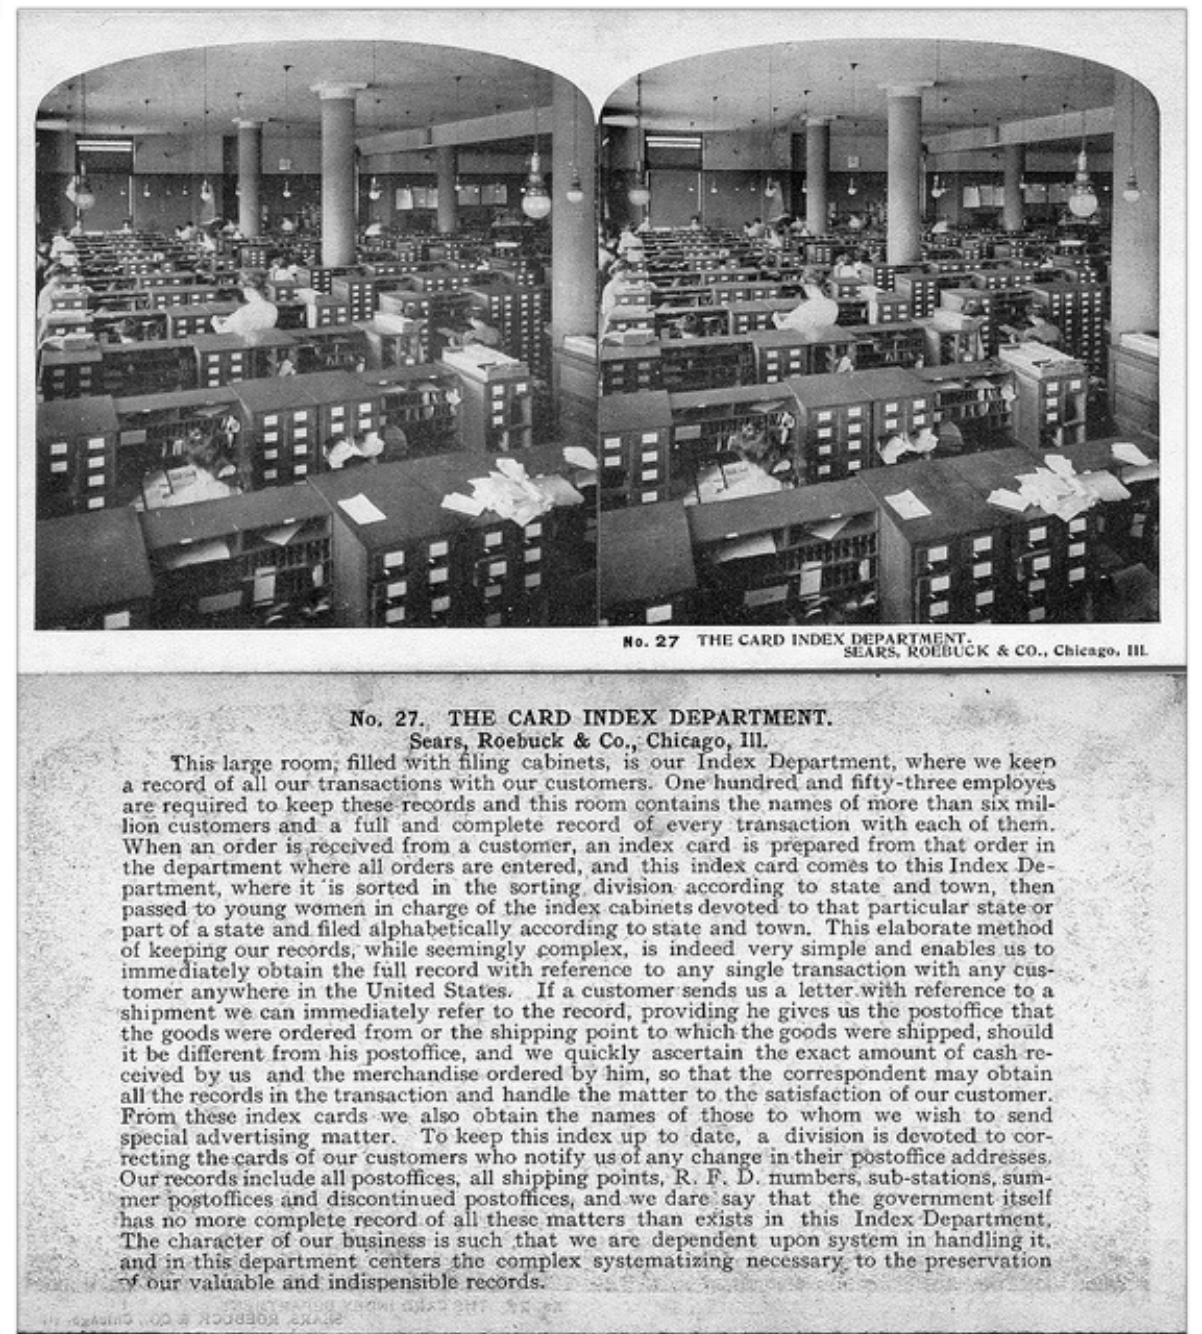 No. 27 THE CARD INDEX DEPARTMENT.
SEARS, ROEBUCK & CO., Chicago, Ill.
No. 27. THE CARD INDEX DEPARTMENT.
Sears, Roebuck & Co., Chicago, Ill.
This large room, filled with filing cabinets, is our Index Department, where we keep
a record of all our transactions with our customers. One hundred and fifty-three employes
are required to keep these records and this room contains the names of more than six mil-
lion customers and a full and complete record of every transaction with each of them.
When an order is received from a customer, an index card is prepared from that order in
the department where all orders are entered, and this index card comes to this Index De-
partment, where it is sorted in the sorting division according to state and town, then
passed to young women in charge of the index cabinets devoted to that particular state or
part of a state and filed alphabetically according to state and town. This elaborate method
of keeping our records, while seemingly complex, is indeed very simple and enables us to
immediately obtain the full record with reference to any single transaction with any cus-
tomer anywhere in the United States. If a customer sends us a letter with reference to a
shipment we can immediately refer to the record, providing he gives us the postoffice that
the goods were ordered from or the shipping point to which the goods were shipped, should
it be different from his postoffice, and we quickly ascertain the exact amount of cash re-
ceived by us and the merchandise ordered by him, so that the correspondent may obtain
all the records in the transaction and handle the matter to the satisfaction of our customer.
From these index cards we also obtain the names of those to whom we wish to send
special advertising matter. To keep this index up to date, a division is devoted to cor-
recting the cards of our customers who notify us of any change in their postoffice addresses.
Our records include all postoffices, all shipping points, R. F. D. numbers, sub-stations, sum-
mer postoffices and discontinued postoffices, and we dare say that the government itself
has no more complete record of all these matters than exists in this Index Department.
The character of our business is such that we are dependent upon system in handling it,
and in this department centers the complex systematizing necessary to the preservation
of our valuable and indispensible records.